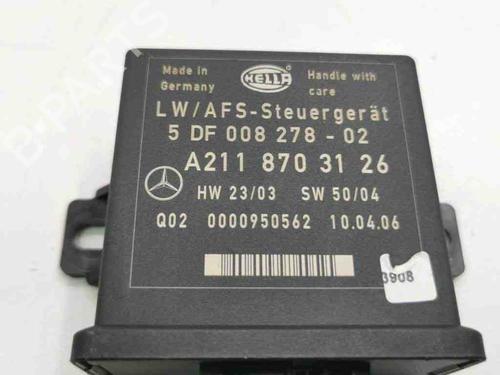 Made in
Germany
HELLA
Handle with
care
LW/AFS-Steuergerät
5 DF 008 278 - 02
A211 870 31 26
HW 23/03 SW 50/04
Q02 0000950562 10.04.06
3908
B-PARTS